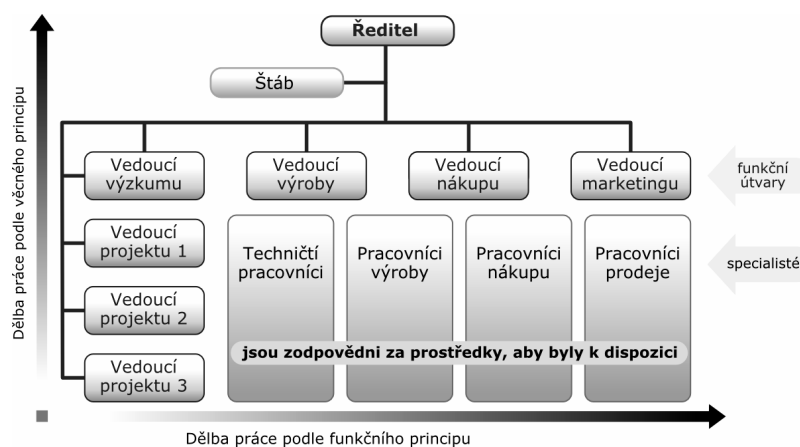 Ředitel
Štáb
Vedoucí
výzkumu
Vedoucí
výroby
Vedoucí
nákupu
Vedoucí
marketingu
funkční
útvary
Vedoucí
projektu 1
Vedoucí
projektu 2
Vedoucí
projektu 3
Techničtí
pracovníci
Pracovníci
výroby
Pracovníci
nákupu
Pracovníci
prodeje
specialisté
jsou zodpovědni za prostředky, aby byly k dispozici
Dělba práce podle věcného principu
Dělba práce podle funkčního principu